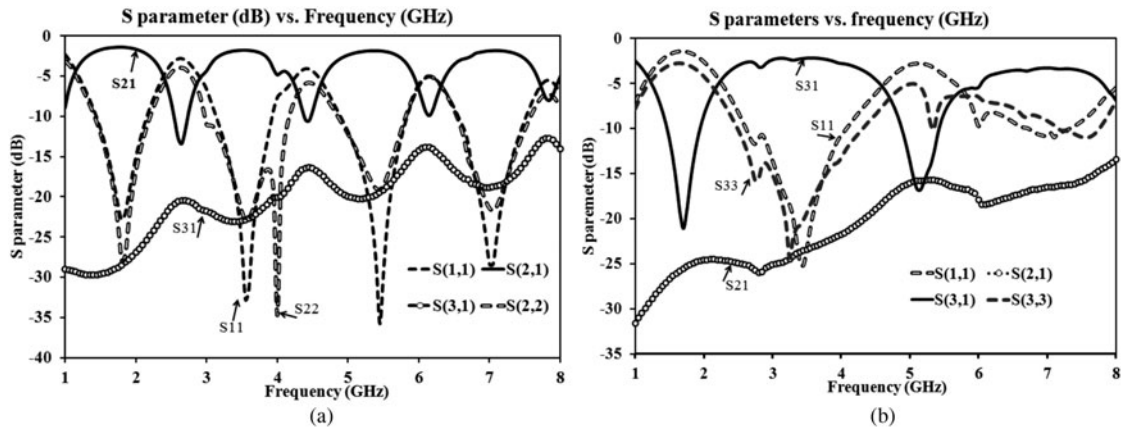 S parameter (dB) vs. Frequency (GHz)
0
-5
-10
-15
-20
-25
-30
-35
-40
S parameter (dB)
S21
S31
S11
S22
S(1,1)
S(2,1)
S(3,1)
S(2,2)
1 2 3 4 5 6 7 8
Frequency (GHz)
(a)
S parameters vs. frequency (GHz)
0
-5
-10
-15
-20
-25
-30
-35
S paremeter(dB)
S31
S11
S33
S21
S(1,1)
S(2,1)
S(3,1)
S(3,3)
1 2 3 4 5 6 7 8
Frequency (GHz)
(b)